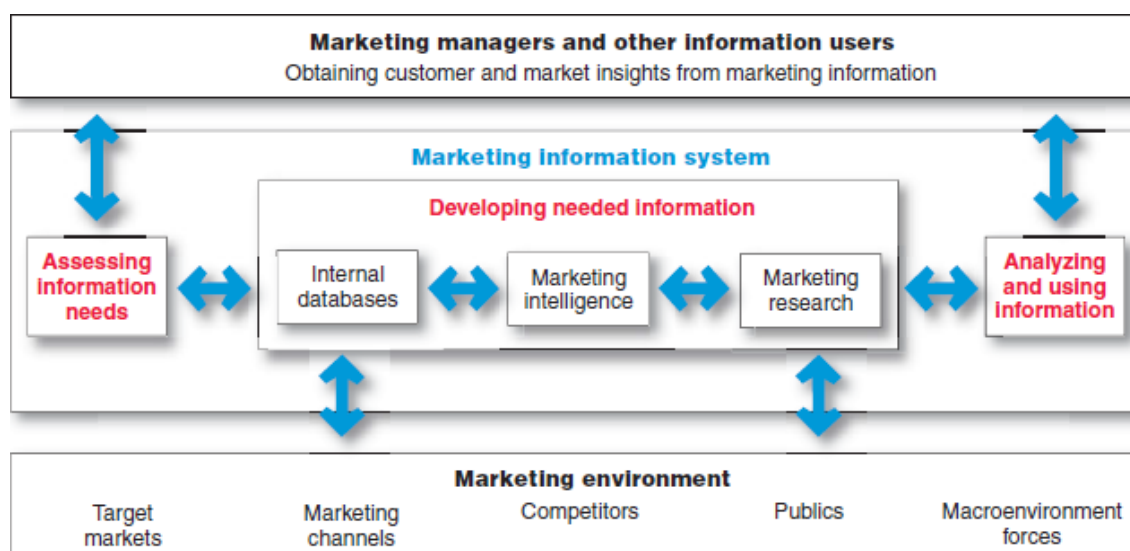 Marketing managers and other information users
Obtaining customer and market insights from marketing information
Marketing information system
Developing needed information
Assessing
information
needs
Internal
databases
Marketing
intelligence
Marketing
research
Analyzing
and using
information
Marketing environment
Target
markets
Marketing
channels
Competitors
Publics
Macroenvironment
forces